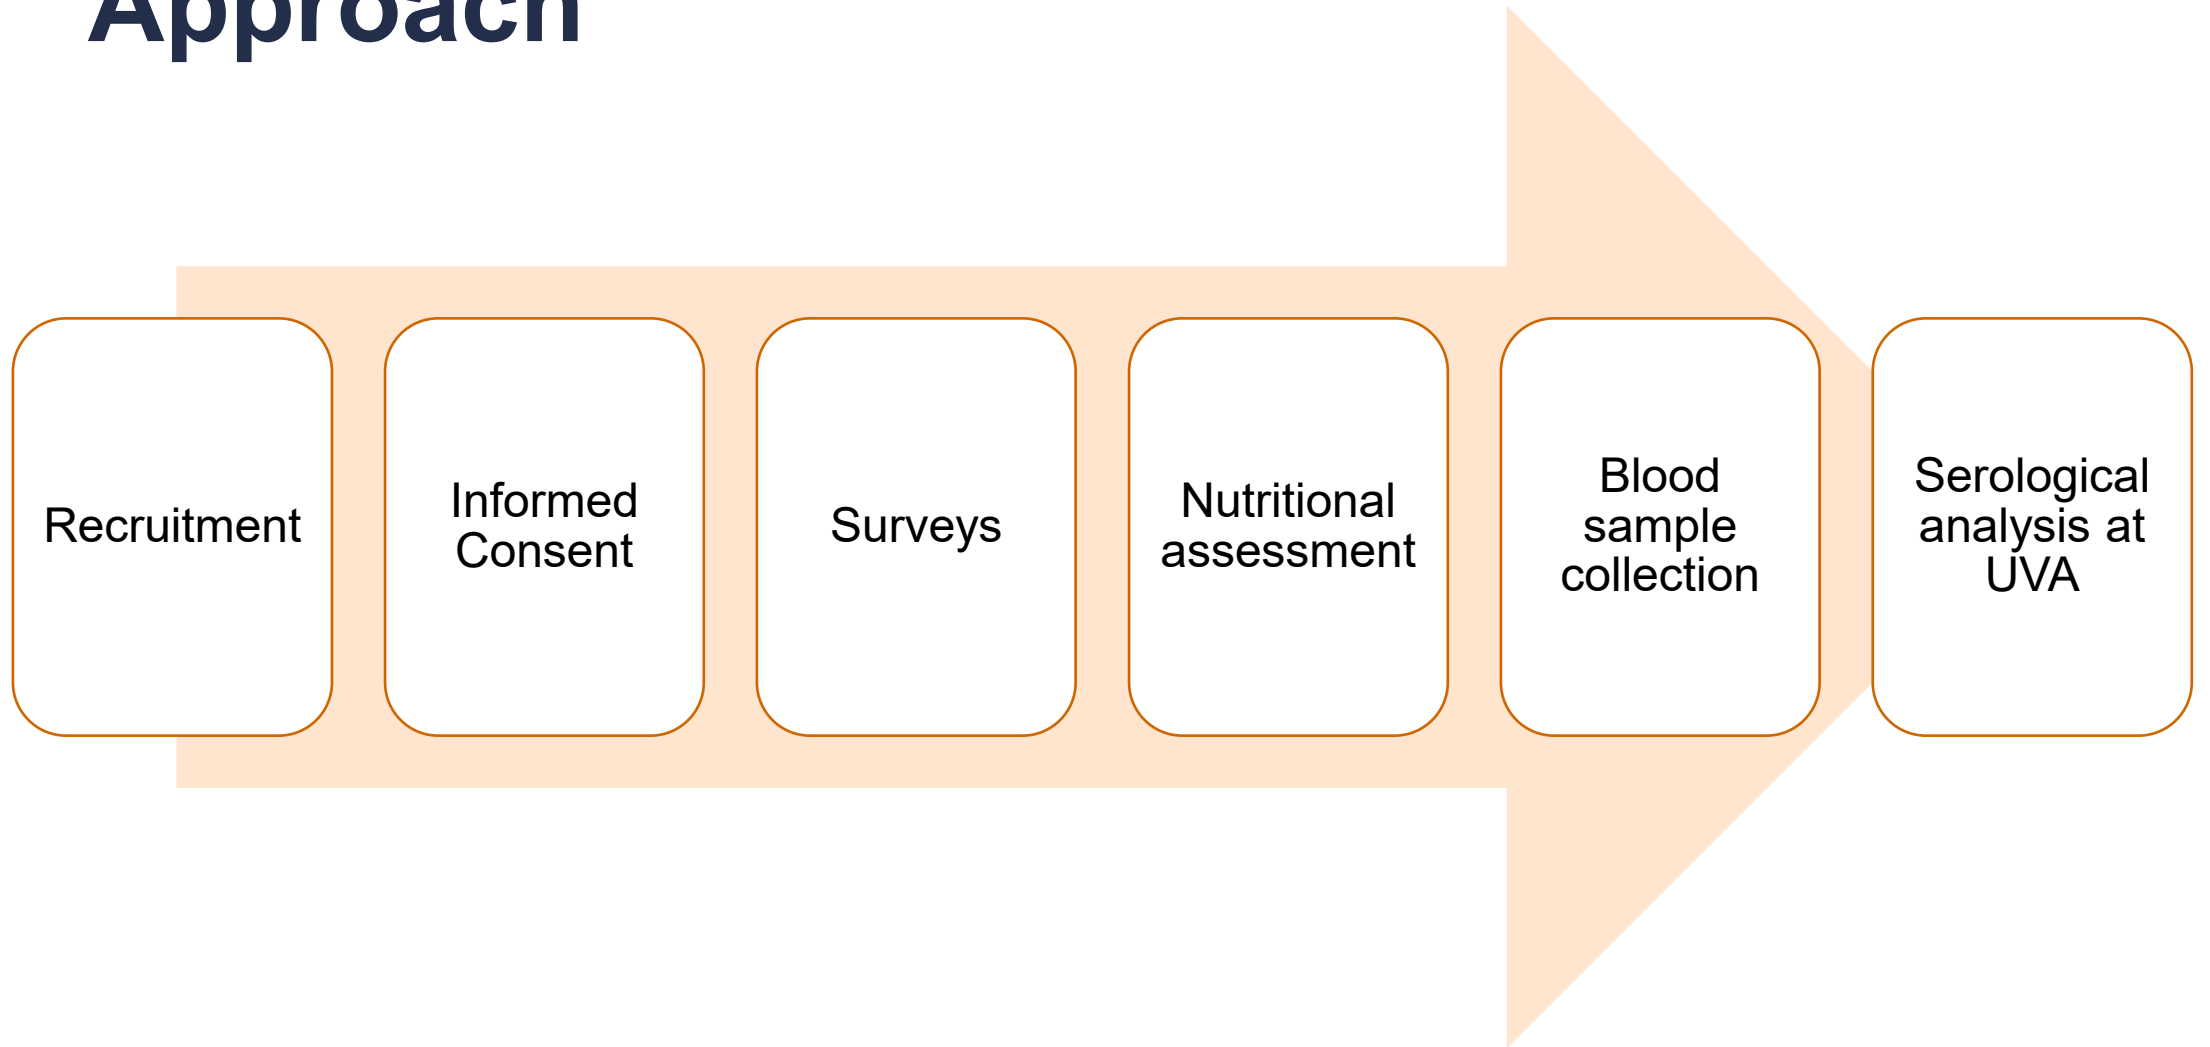 Approach
Recruitment
Informed
Consent
Surveys
Nutritional
assessment
Blood
sample
collection
Serological
analysis at
UVA